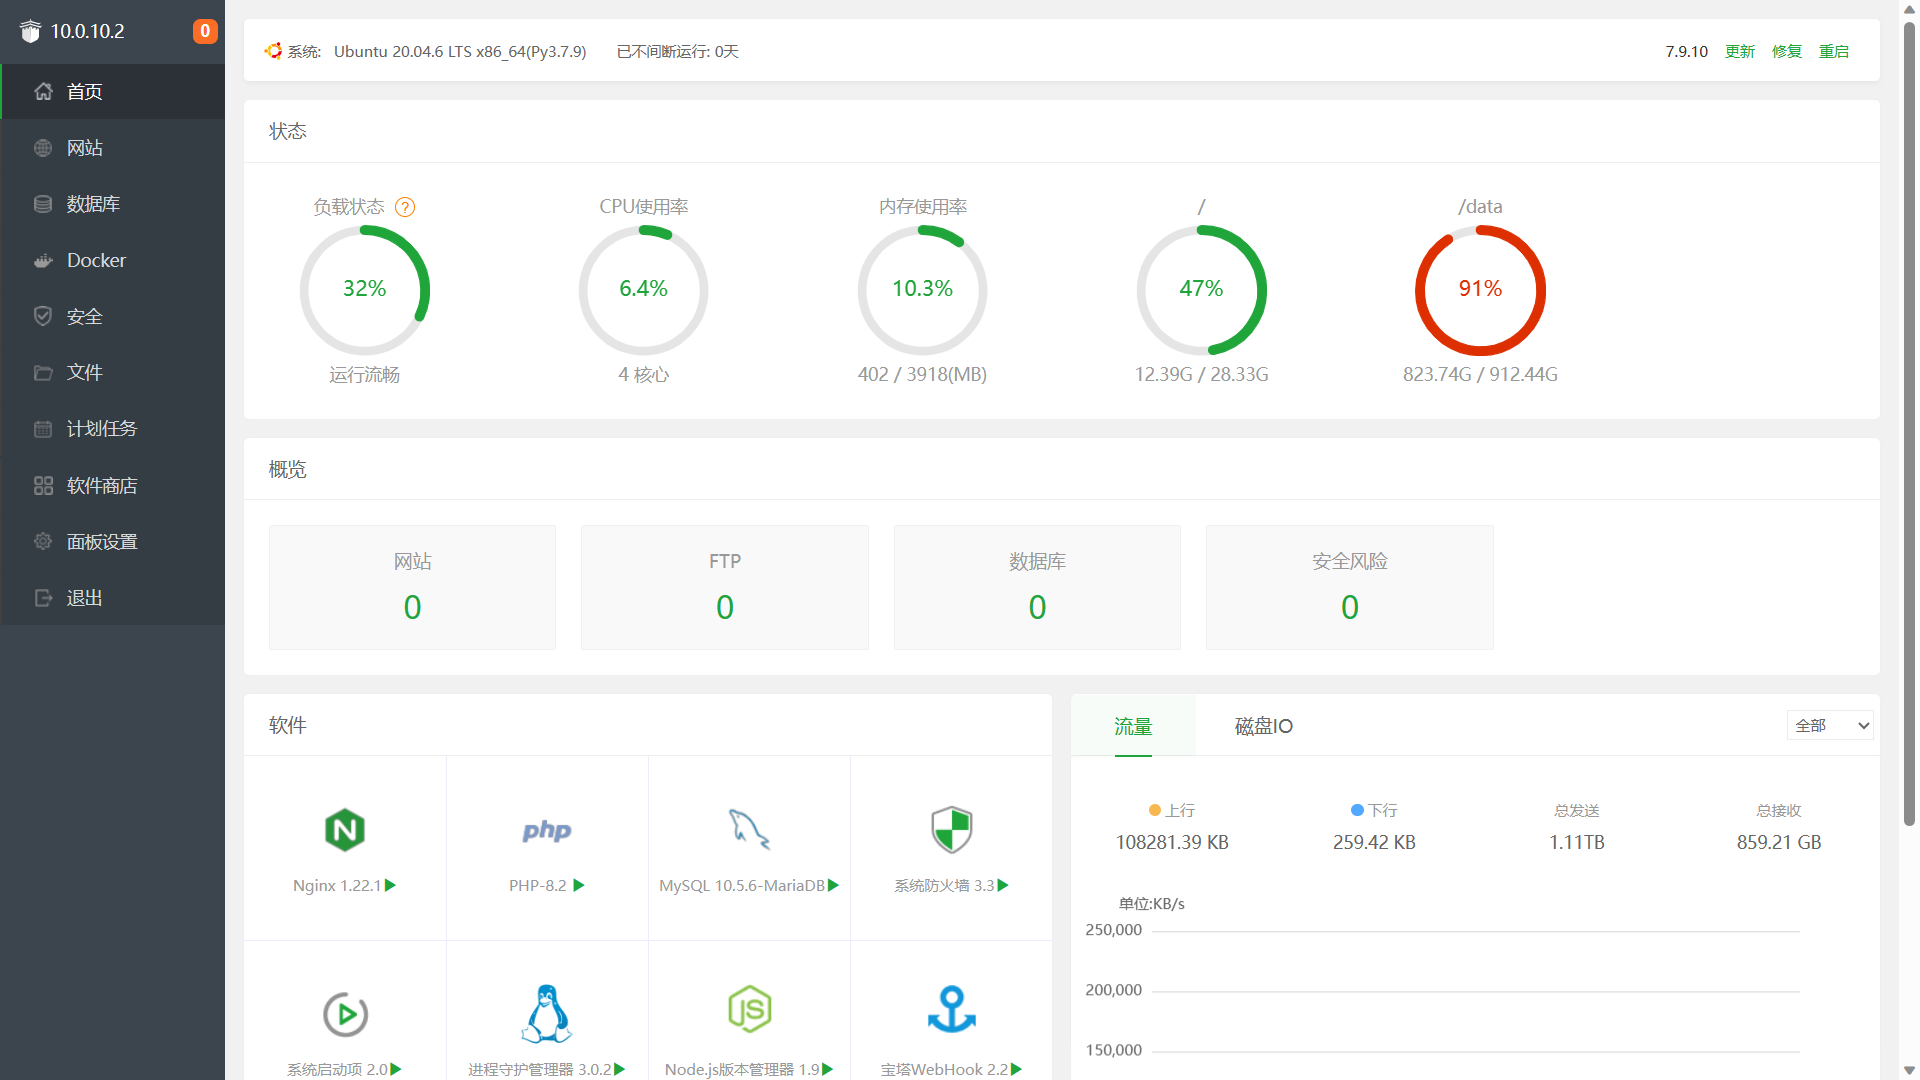 10.0.10.2
0
首页
网站
数据库
Docker
安全
文件
计划任务
软件商店
面板设置
退出
系统: Ubuntu 20.04.6 LTS x86_64(Py3.7.9) 已不间断运行: 0天
7.9.10 更新 修复 重启
状态
负载状态 ?
32%
运行流畅
CPU使用率
6.4%
4 核心
内存使用率
10.3%
402 / 3918(MB)
/
47%
12.39G / 28.33G
/data
91%
823.74G / 912.44G
概览
网站
0
FTP
0
数据库
0
安全风险
0
软件
Nginx 1.22.1
php
PHP-8.2
MySQL 10.5.6-MariaDB
系统防火墙 3.3
系统启动项 2.0
进程守护管理器 3.0.2
JS
Node.js版本管理器 1.9
宝塔WebHook 2.2
流量
磁盘IO
全部
上行
108281.39 KB
下行
259.42 KB
总发送
1.11TB
总接收
859.21 GB
单位:KB/s
250,000
200,000
150,000